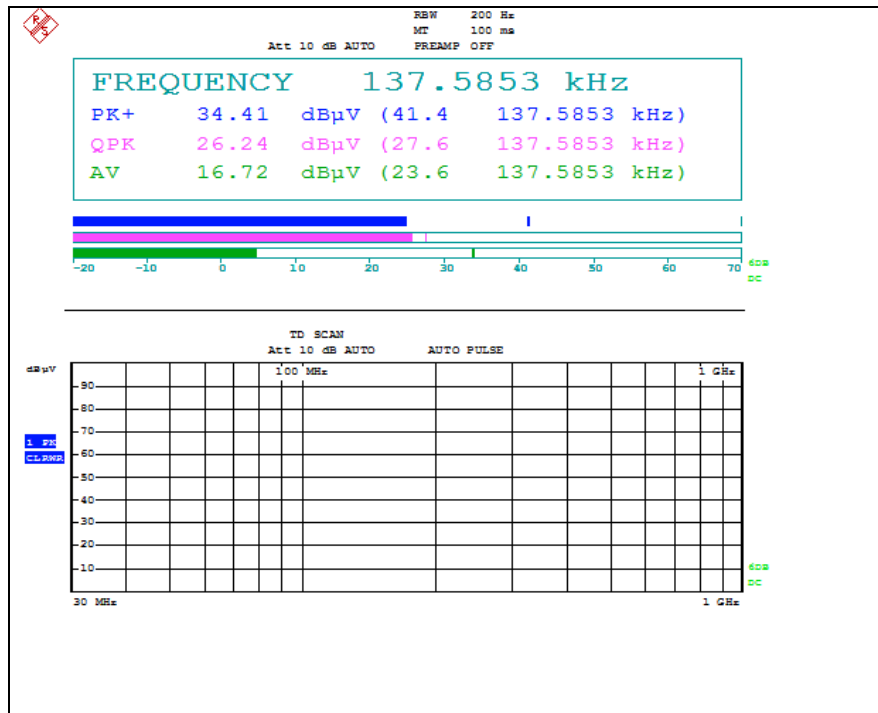 R S
RBW 200 Hz
MT 100 ms
Att 10 dB AUTO PREAMP OFF
FREQUENCY 137.5853 kHz
PK+ 34.41 dBµV (41.4 137.5853 kHz)
QPK 26.24 dBµV (27.6 137.5853 kHz)
AV 16.72 dBµV (23.6 137.5853 kHz)
-20 -10 0 10 20 30 40 50 60 70
6DB
DC
TD SCAN
Att 10 dB AUTO AUTO PULSE
dBµV
100 MHz 1 GHz
90
80
70
1 PK
60
CLRWR
50
40
30
20
10
6DB
DC
30 MHz 1 GHz